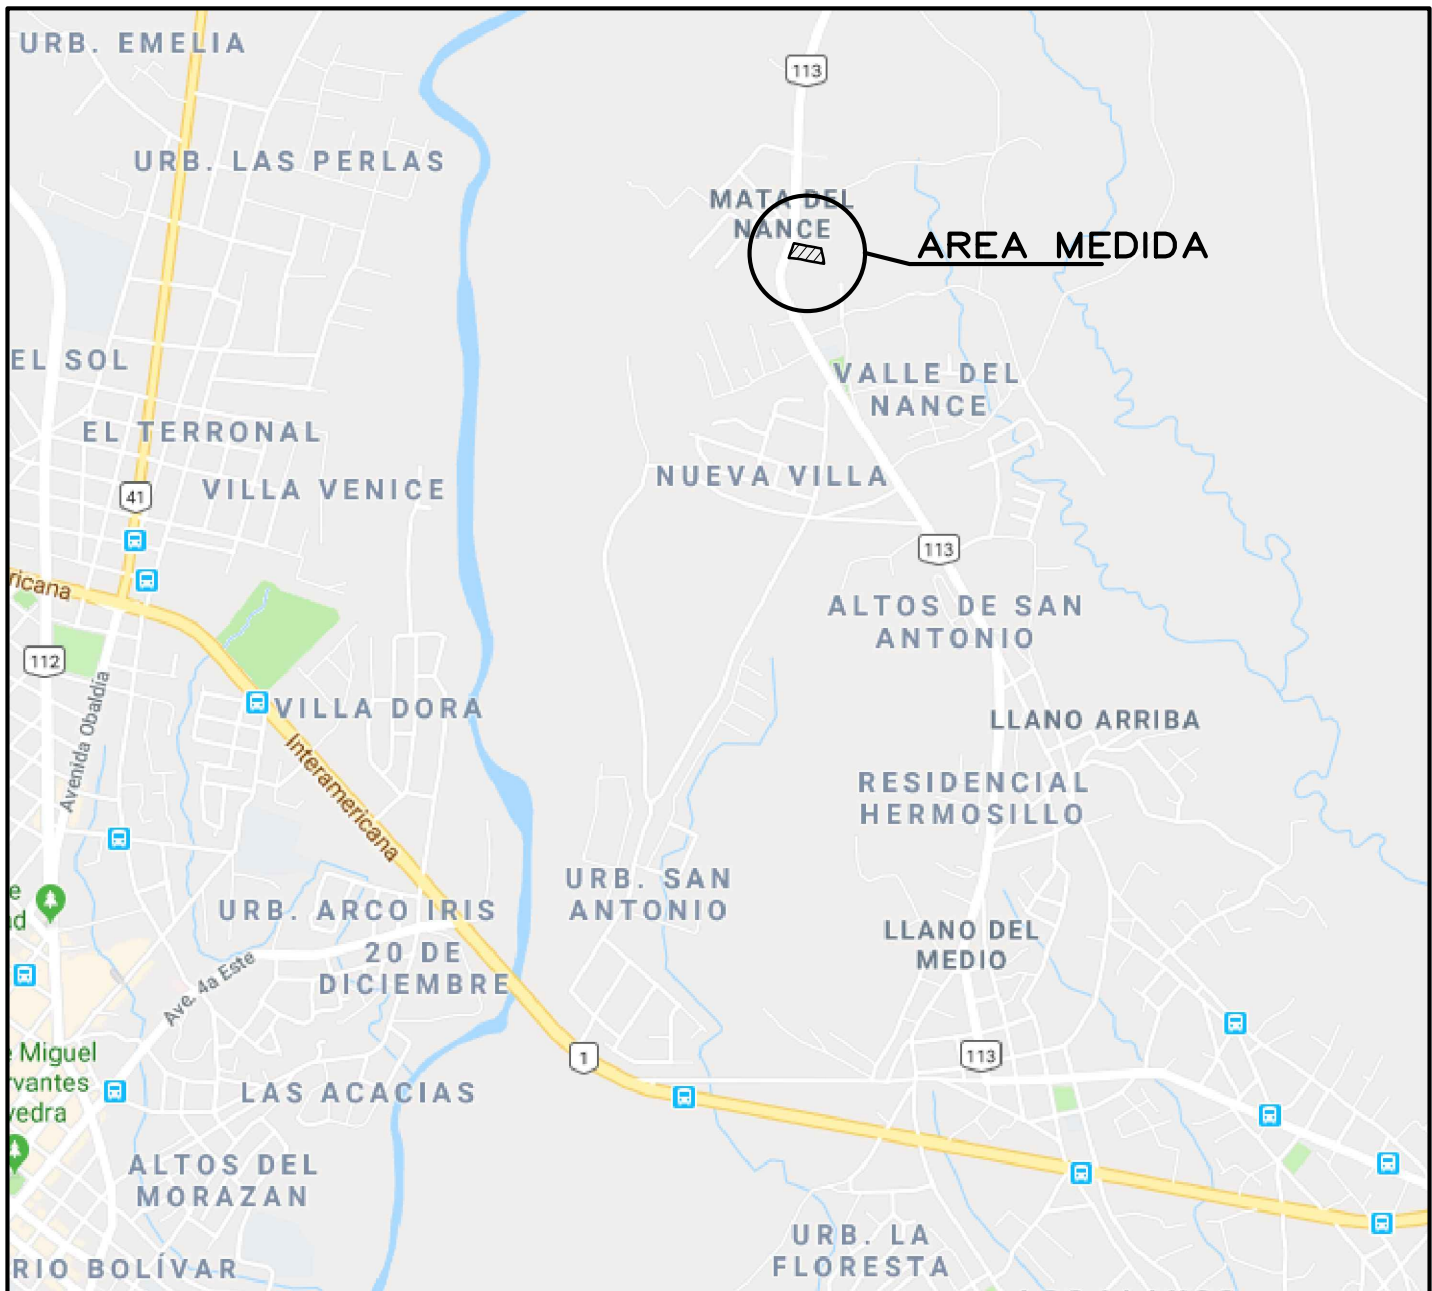 URB. EMELIA
113
URB. LAS PERLAS
MATA DEL
NANCE
AREA MEDIDA
EL SOL
VALLE DEL
NANCE
EL TERRONAL
NUEVA VILLA
VILLA VENICE
41
113
ricana
ALTOS DE SAN
ANTONIO
112
Avenida Obaldía
VILLA DORA
LLANO ARRIBA
Interamericana
RESIDENCIAL
HERMOSILLO
URB. SAN
ANTONIO
e
d
URB. ARCO IRIS
20 DE
DICIEMBRE
LLANO DEL
MEDIO
Ave. 4a Este
Miguel
rvantes
vedra
1
113
LAS ACACIAS
ALTOS DEL
MORAZAN
URB. LA
FLORESTA
RIO BOLÍVAR